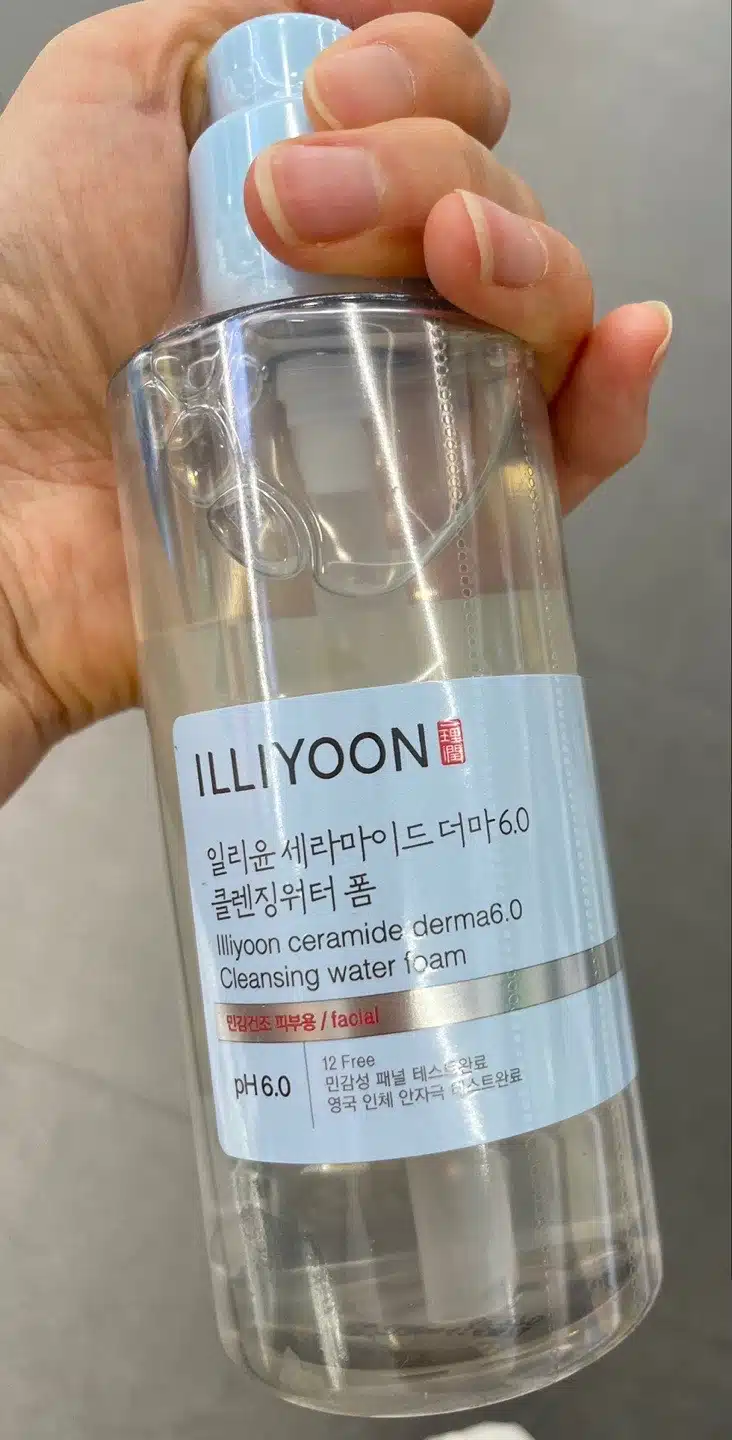 ILLIYOON 理潤
일리윤 세라마이드 더마6.0
클렌징워터 폼
Illiyoon ceramide derma6.0
Cleansing water foam
민감건조 피부용 / facial
pH 6.0
12 Free
민감성 패널 테스트완료
영국 인체 안자극 테스트완료